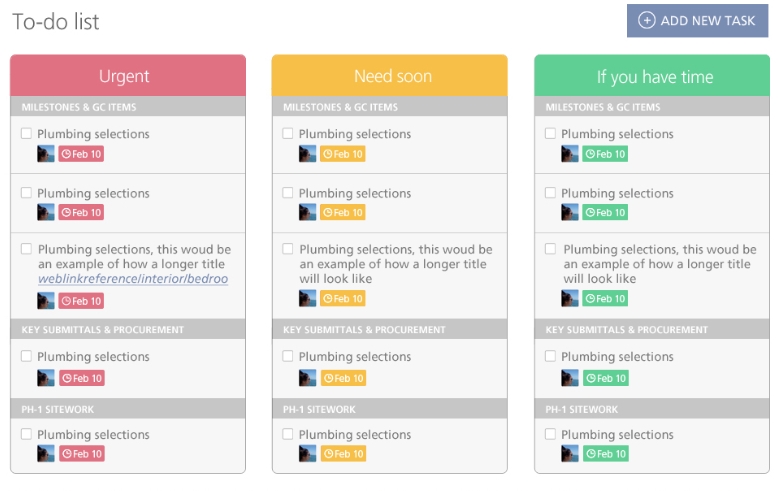 To-do list
ADD NEW TASK
Urgent
MILESTONES & GC ITEMS
Plumbing selections
Feb 10
Plumbing selections
Feb 10
Plumbing selections, this woud be
an example of how a longer title
weblinkreference/interior/bedroo
Feb 10
KEY SUBMITTALS & PROCUREMENT
Plumbing selections
Feb 10
PH-1 SITEWORK
Plumbing selections
Feb 10
Need soon
MILESTONES & GC ITEMS
Plumbing selections
Feb 10
Plumbing selections
Feb 10
Plumbing selections, this woud be
an example of how a longer title
will look like
Feb 10
KEY SUBMITTALS & PROCUREMENT
Plumbing selections
Feb 10
PH-1 SITEWORK
Plumbing selections
Feb 10
If you have time
MILESTONES & GC ITEMS
Plumbing selections
Feb 10
Plumbing selections
Feb 10
Plumbing selections, this woud be
an example of how a longer title
will look like
Feb 10
KEY SUBMITTALS & PROCUREMENT
Plumbing selections
Feb 10
PH-1 SITEWORK
Plumbing selections
Feb 10